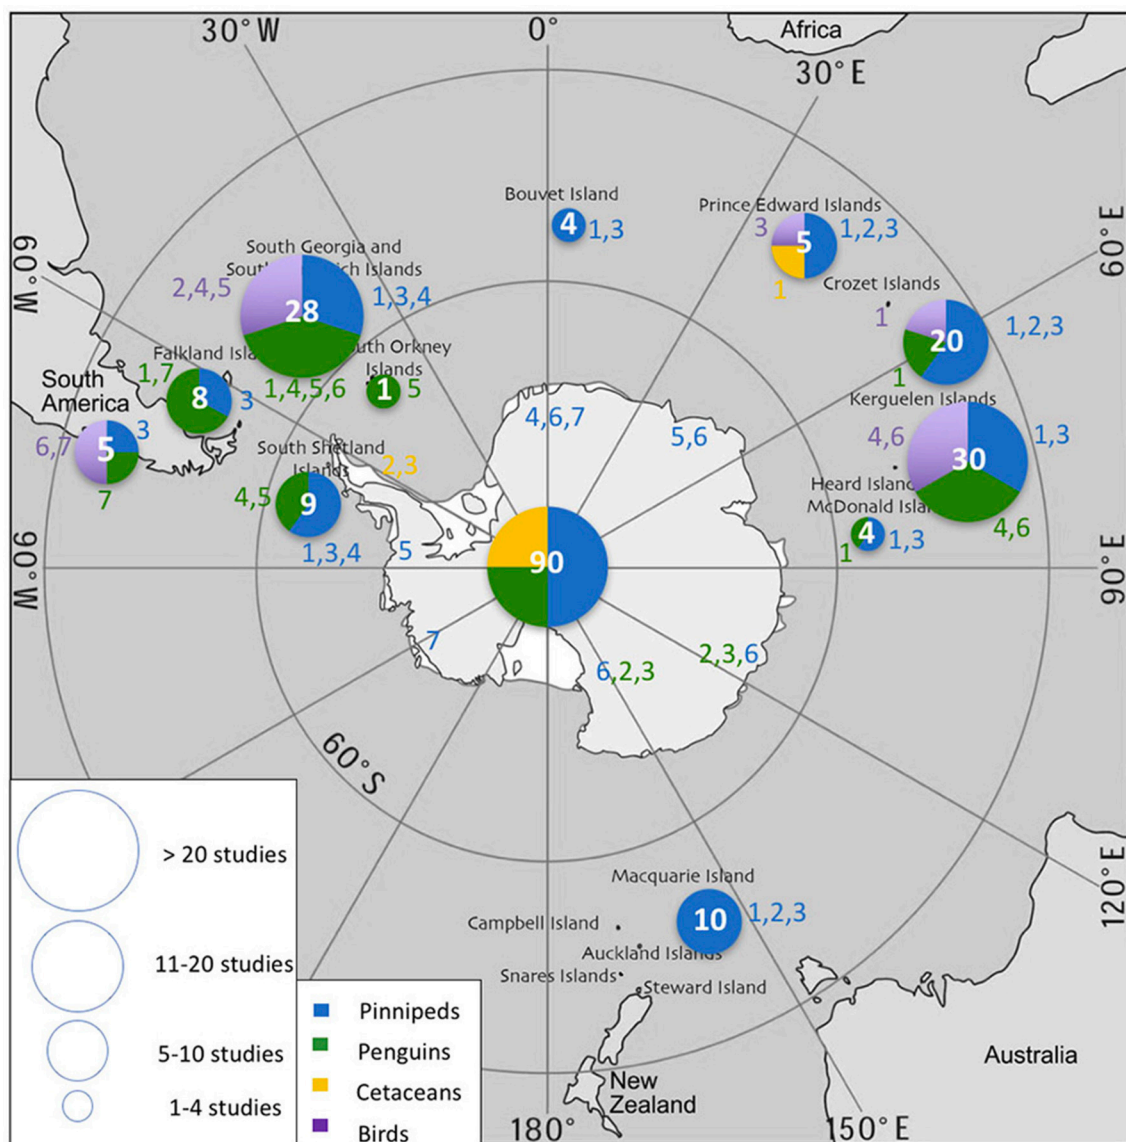 30°W
0°
Africa
30°E
Bouvet Island
4 1,3
Prince Edward Islands
3 5 1,2,3
1
60°E
60°W
South Georgia and
South Islands
2,4,5 28 1,3,4
1,4,5,6
Crozet Islands
1 20 1,2,3
1
Falkland
1,7 8 3
South Orkney
Islands
1 5
South
America
6,7 5 3
7
Kerguelen Islands
4,6 30 1,3
4,6
4,6,7
5,6
South Shetland
Islands
2,3
4,5 9
1,3,4
5
Heard Island
McDonald
4 1,3
1
90
90°W
90°E
7
6,2,3
2,3,6
60°S
> 20 studies
11-20 studies
5-10 studies
1-4 studies
Macquarie Island
10 1,2,3
Campbell Island
Auckland Islands
Snares Islands
Steward Island
120°E
Pinnipeds
Penguins
Cetaceans
Birds
New
Zealand
Australia
180°
150°E